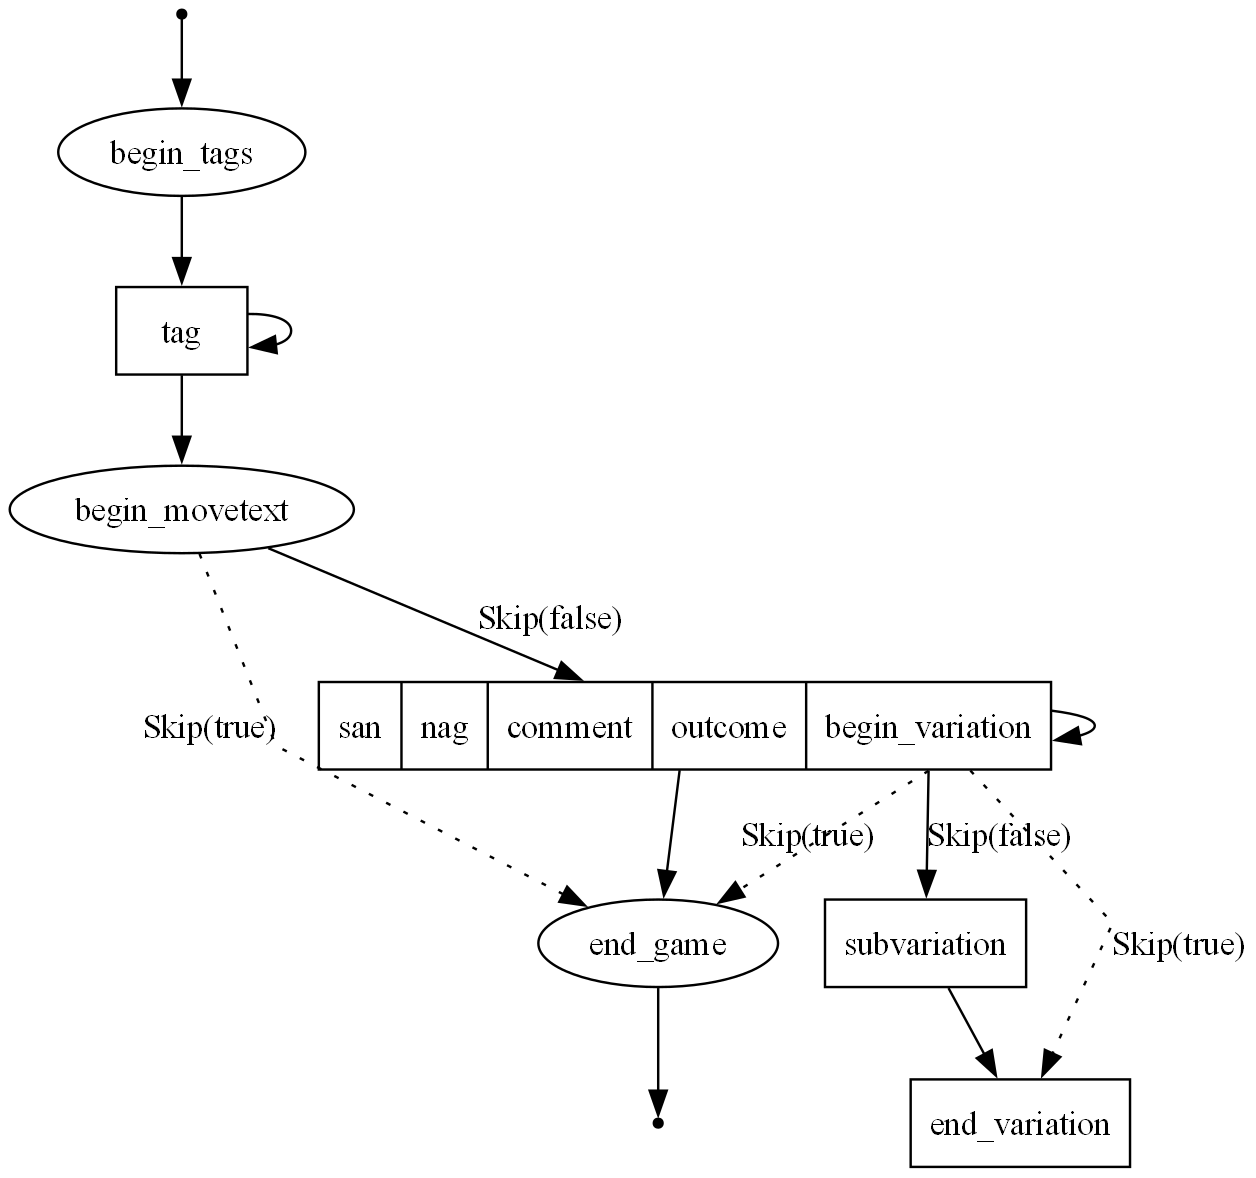 begin_tags
tag
begin_movetext
Skip(false)
Skip(true)
san nag comment outcome begin_variation
Skip(true)
Skip(false)
end_game
subvariation
Skip(true)
end_variation